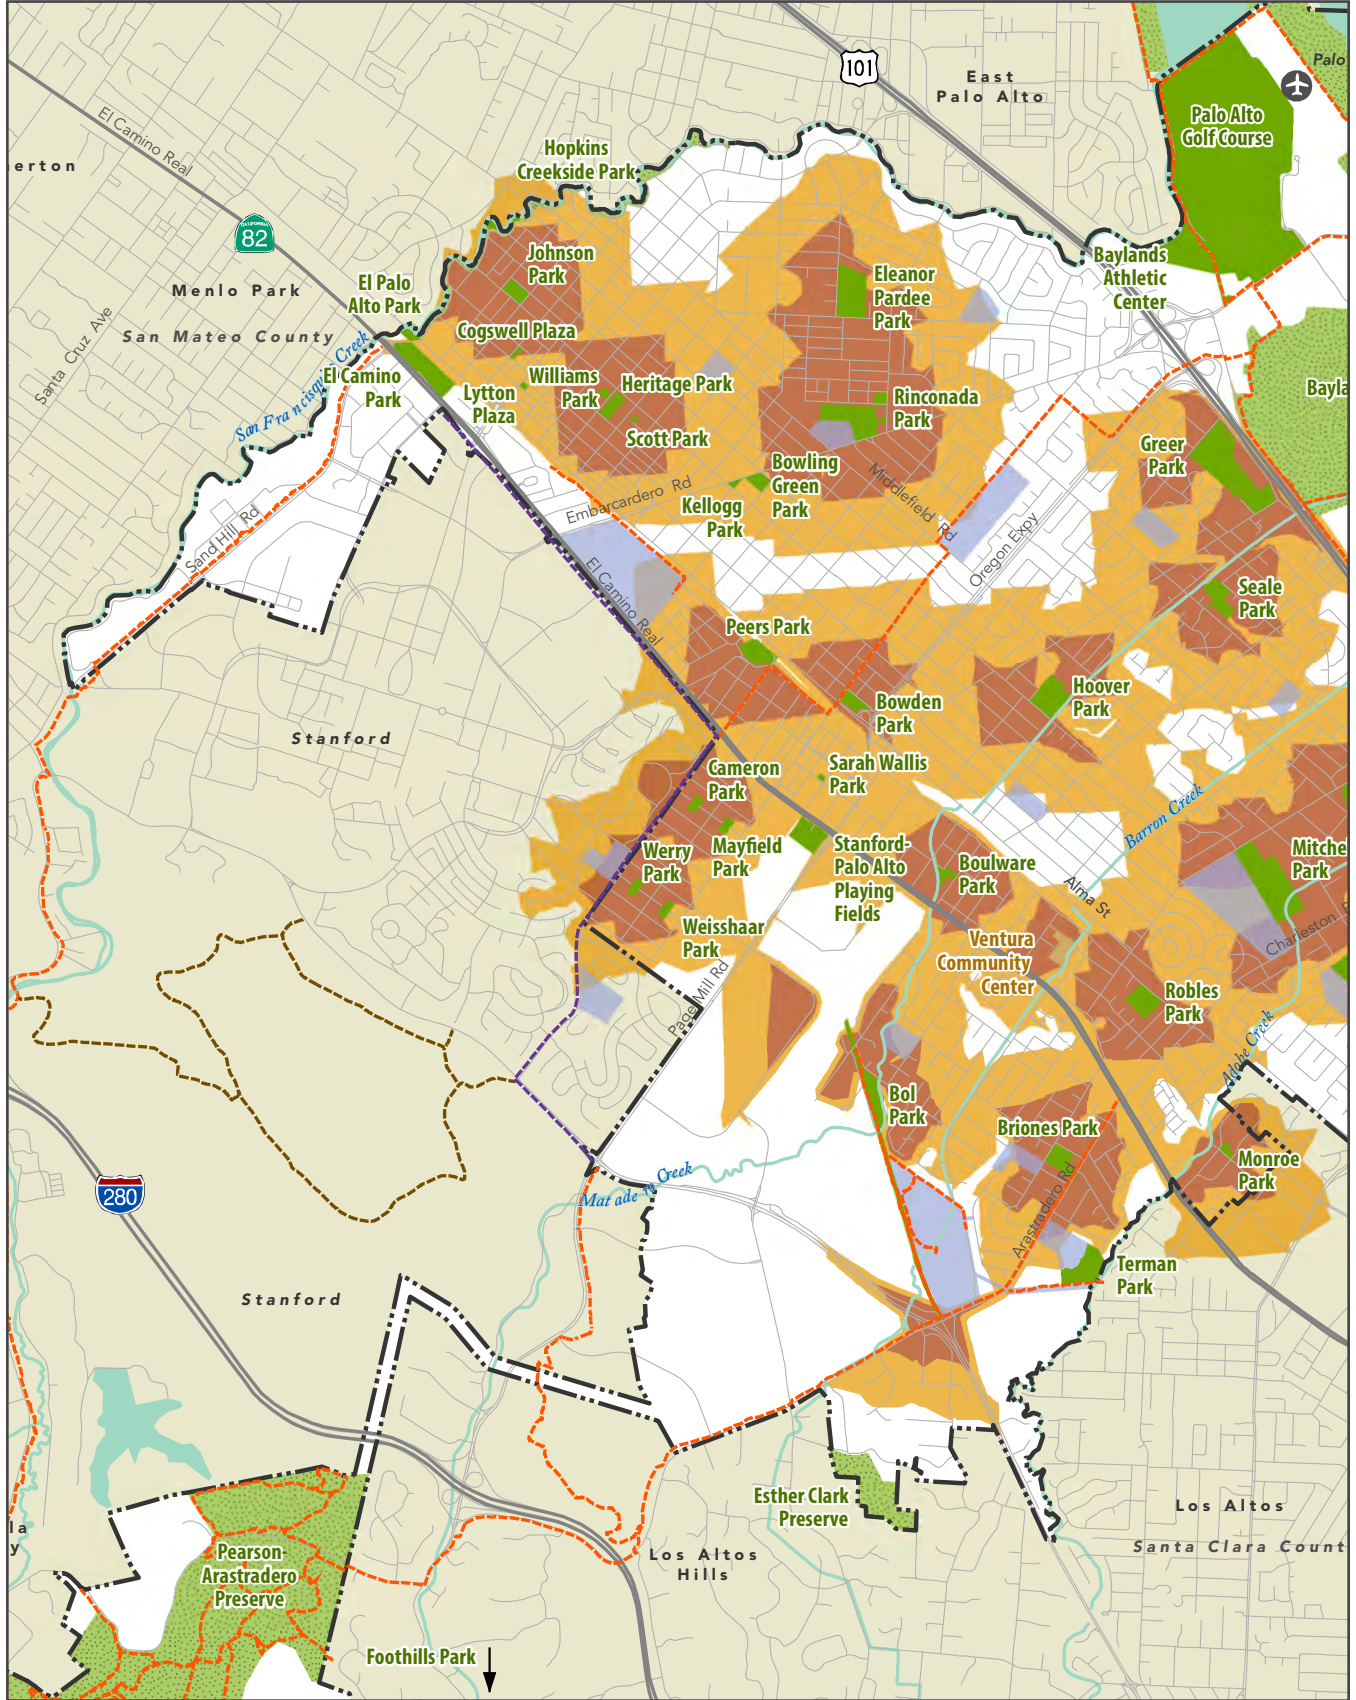 101
East
Palo Alto
Palo
Palo Alto
Golf Course
El Camino Real
erton
Hopkins
Creekside Park
82
Johnson
Park
Baylands
Athletic
Center
Eleanor
Pardee
Park
El Palo
Alto Park
Menlo Park
San Mateo County
Santa Cruz Ave
San Francisquito Creek
Cogswell Plaza
El Camino
Park
Lytton
Plaza
Williams
Park
Heritage Park
Rinconada
Park
Bayla
Scott Park
Greer
Park
Bowling
Green
Park
Middlefield Rd
Embarcadero Rd
Kellogg
Park
Sand Hill Rd
Oregon Expy
El Camino Real
Seale
Park
Peers Park
Hoover
Park
Bowden
Park
Stanford
Cameron
Park
Sarah Wallis
Park
Barron Creek
Werry
Park
Mayfield
Park
Stanford-
Palo Alto
Playing
Fields
Boulware
Park
Mitche
Park
Alma St
Weisshaar
Park
Ventura
Community
Center
Charleston
Page Mill Rd
Robles
Park
Adobe Creek
Bol
Park
Briones Park
Monroe
Park
280
Matadero Creek
Arastradero Rd
Terman
Park
Stanford
Esther Clark
Preserve
Los Altos
Santa Clara Count
la
y
Los Altos
Hills
Pearson-
Arastradero
Preserve
Foothills Park